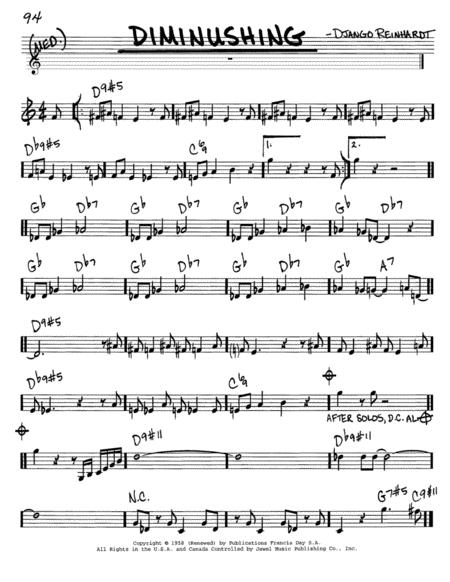 94
(MED.)
DIMINUSHING
- DJANGO REINHARDT
D9#5
Db9#5 C6/9 1. 2.
Gb Db7 Gb Db7 Gb Db7 Gb Db7
Gb Db7 Gb Db7 Gb Db7 Gb A7
D9#5
Db9#5 C6/9
AFTER SOLOS, D.C. AL
D9#11 Db9#11
N.C. G7#5 C9#11
Copyright © 1958 (Renewed) by Publications Francis Day S.A.
All Rights in the U.S.A. and Canada Controlled by Jewel Music Publishing Co., Inc.